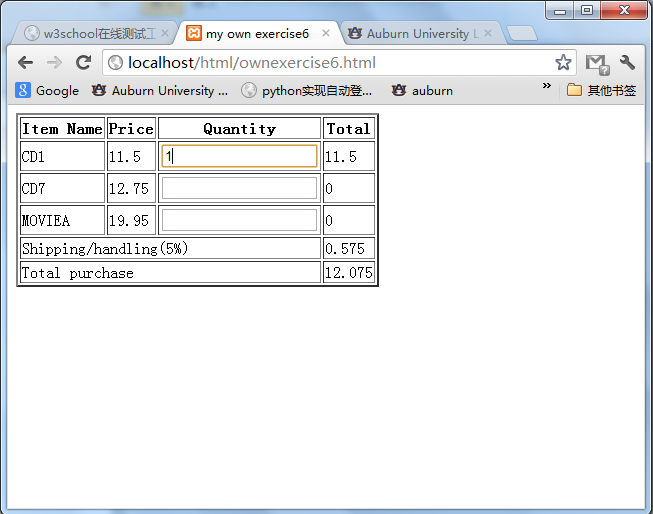 w3school在线测试工
my own exercise6
Auburn University L
localhost/html/ownexercise6.html
Google
Auburn University ...
python实现自动登...
auburn
»
其他书签
Item Name Price Quantity Total
CD1 11.5 1 11.5
CD7 12.75 0
MOVIEA 19.95 0
Shipping/handling(5%) 0.575
Total purchase 12.075